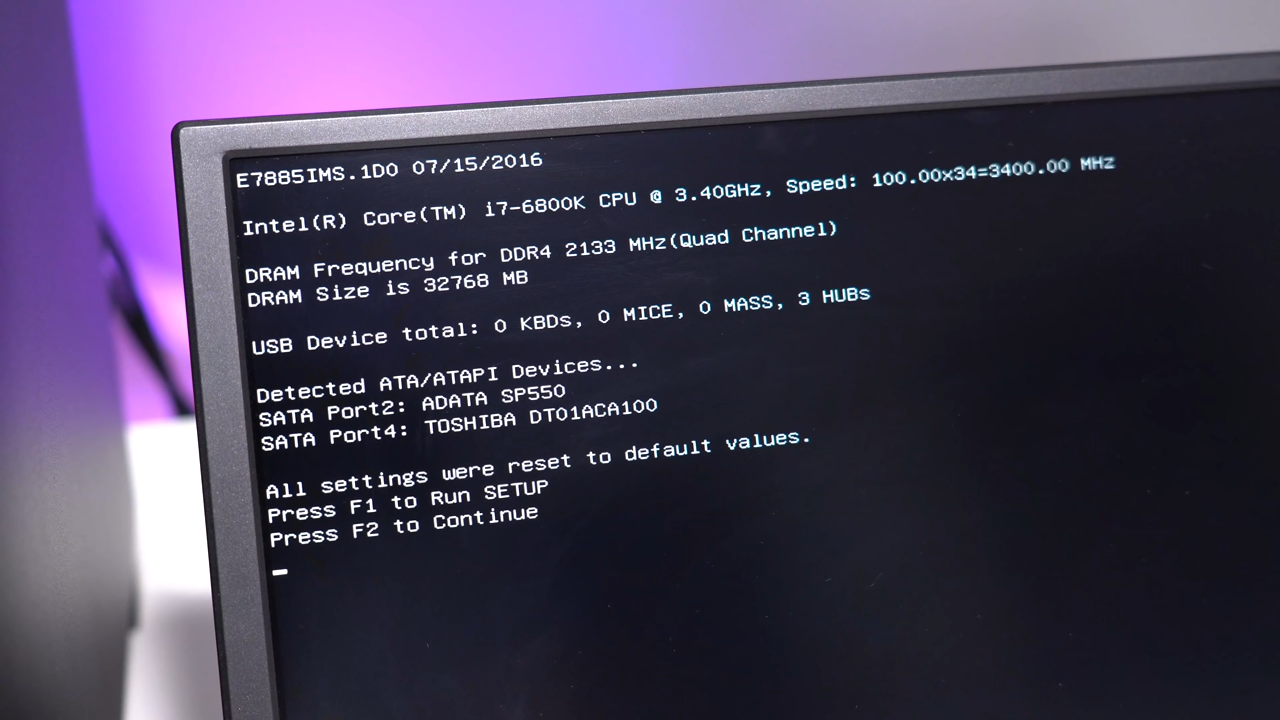 E7885IMS.1D0 07/15/2016
Intel(R) Core(TM) i7-6800K CPU @ 3.40GHz, Speed: 100.00x34=3400.00 MHz
DRAM Frequency for DDR4 2133 MHz(Quad Channel)
DRAM Size is 32768 MB
USB Device total: 0 KBDs, 0 MICE, 0 MASS, 3 HUBs
Detected ATA/ATAPI Devices...
SATA Port2: ADATA SP550
SATA Port4: TOSHIBA DT01ACA100
All settings were reset to default values.
Press F1 to Run SETUP
Press F2 to Continue